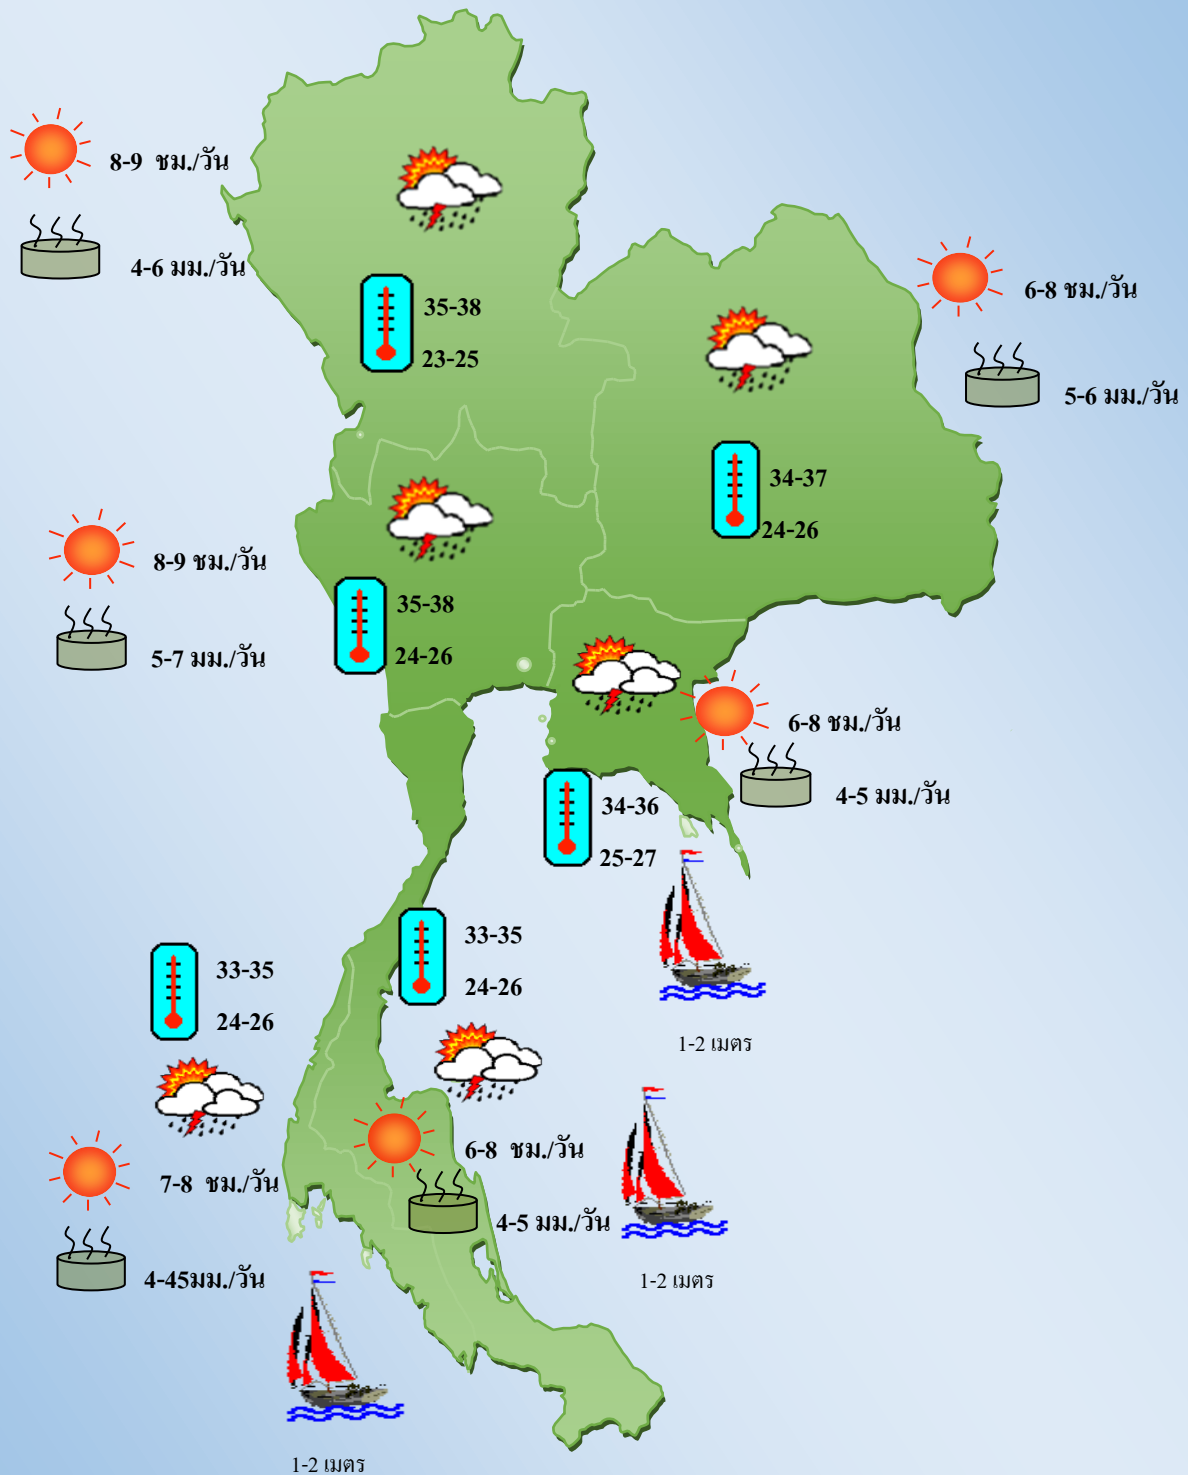 8-9 ชม./วัน
4-6 มม./วัน
35-38
23-25
6-8 ชม./วัน
5-6 มม./วัน
34-37
24-26
8-9 ชม./วัน
5-7 มม./วัน
35-38
24-26
6-8 ชม./วัน
4-5 มม./วัน
34-36
25-27
1-2 เมตร
33-35
24-26
33-35
24-26
6-8 ชม./วัน
4-5 มม./วัน
1-2 เมตร
7-8 ชม./วัน
4-45มม./วัน
1-2 เมตร